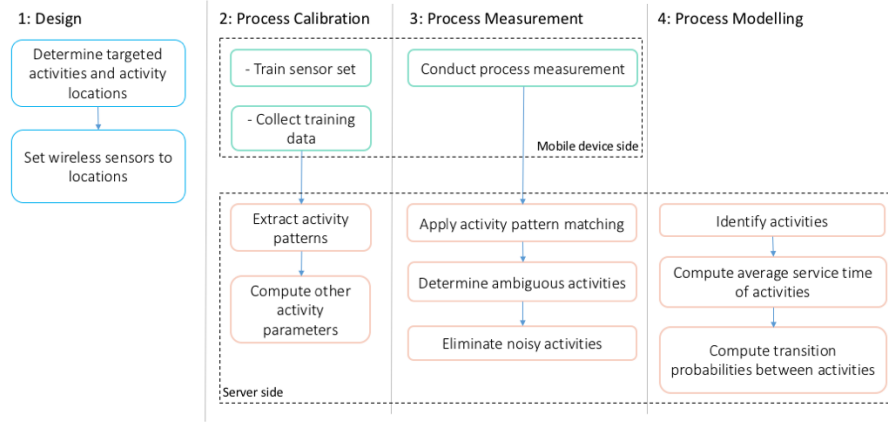 1: Design
Determine targeted
activities and activity
locations
Set wireless sensors to
locations
2: Process Calibration
- Train sensor set
- Collect training
data
Extract activity
patterns
Compute other
activity
parameters
3: Process Measurement
Conduct process measurement
Mobile device side
Apply activity pattern matching
Determine ambiguous activities
Eliminate noisy activities
4: Process Modelling
Identify activities
Compute average service time
of activities
Compute transition
probabilities between activities
Server side